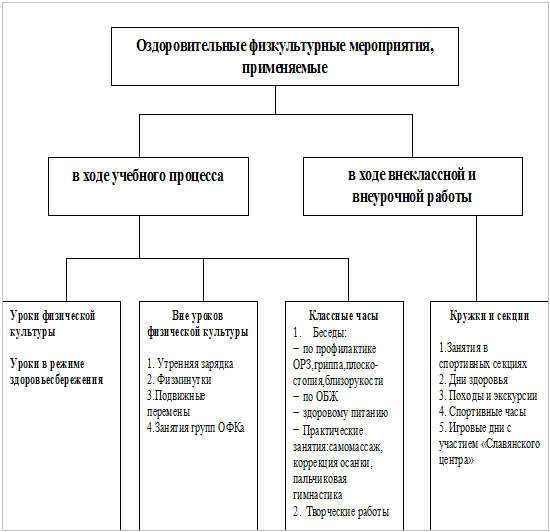 Оздоровительные физкультурные мероприятия,
применяемые
в ходе учебного процесса
в ходе внеклассной и
внеурочной работы
Уроки физической
культуры
Уроки в режиме
здоровьесбережения
Вне уроков
физической культуры
1. Утренняя зарядка
2. Физминутки
3.Подвижные
перемены
4.Занятия групп ОФКа
Классные часы
1. Беседы:
– по профилактике
ОРЗ,гриппа,плоско-
стопия,близорукости
– по ОБЖ
– здоровому питанию
– Практические
занятия:самомассаж,
коррекция осанки,
пальчиковая
гимнастика
2. Творческие работы
Кружки и секции
1.Занятия в
спортивных секциях
2. Дни здоровья
3. Походы и экскурсии
4. Спортивные часы
5. Игровые дни с
участием «Славянского
центра»